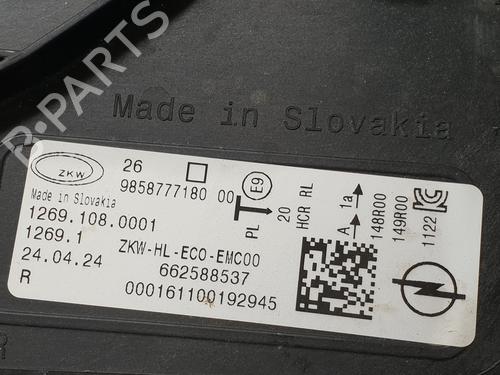 R-PARTS
Made in Slovakia
ZKW
26
9858777180 00
E9
Made in Slovakia
1269.108.0001
1269.1
ZKW-HL-ECO-EMC00
24.04.24
662588537
R
000161100192945
PL
20
HCR RL
A 1a
148R00
149R00
1122
R